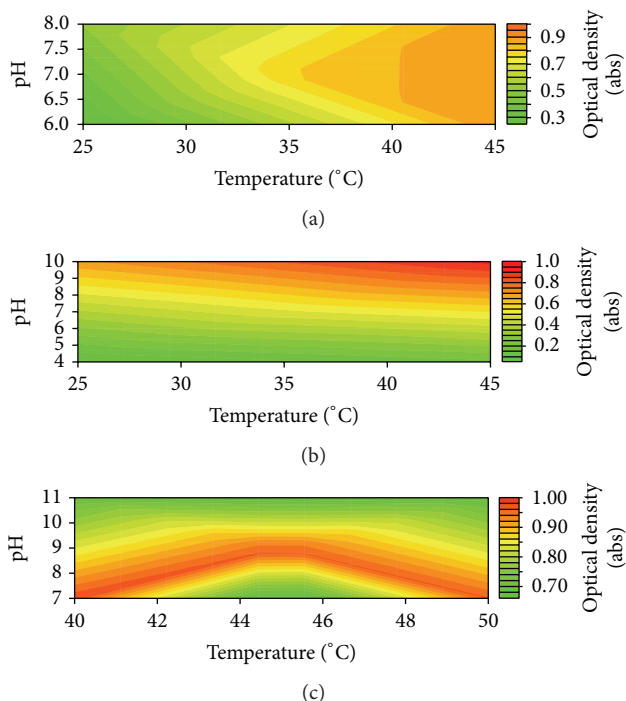 8.0
7.5
7.0
6.5
6.0
pH
25 30 35 40 45
Temperature (°C)
0.9
0.7
0.5
0.3
Optical density
(abs)
(a)
10
9
8
7
6
5
4
pH
25 30 35 40 45
Temperature (°C)
1.0
0.8
0.6
0.4
0.2
Optical density
(abs)
(b)
11
10
9
8
7
pH
40 42 44 46 48 50
Temperature (°C)
1.00
0.90
0.80
0.70
Optical density
(abs)
(c)